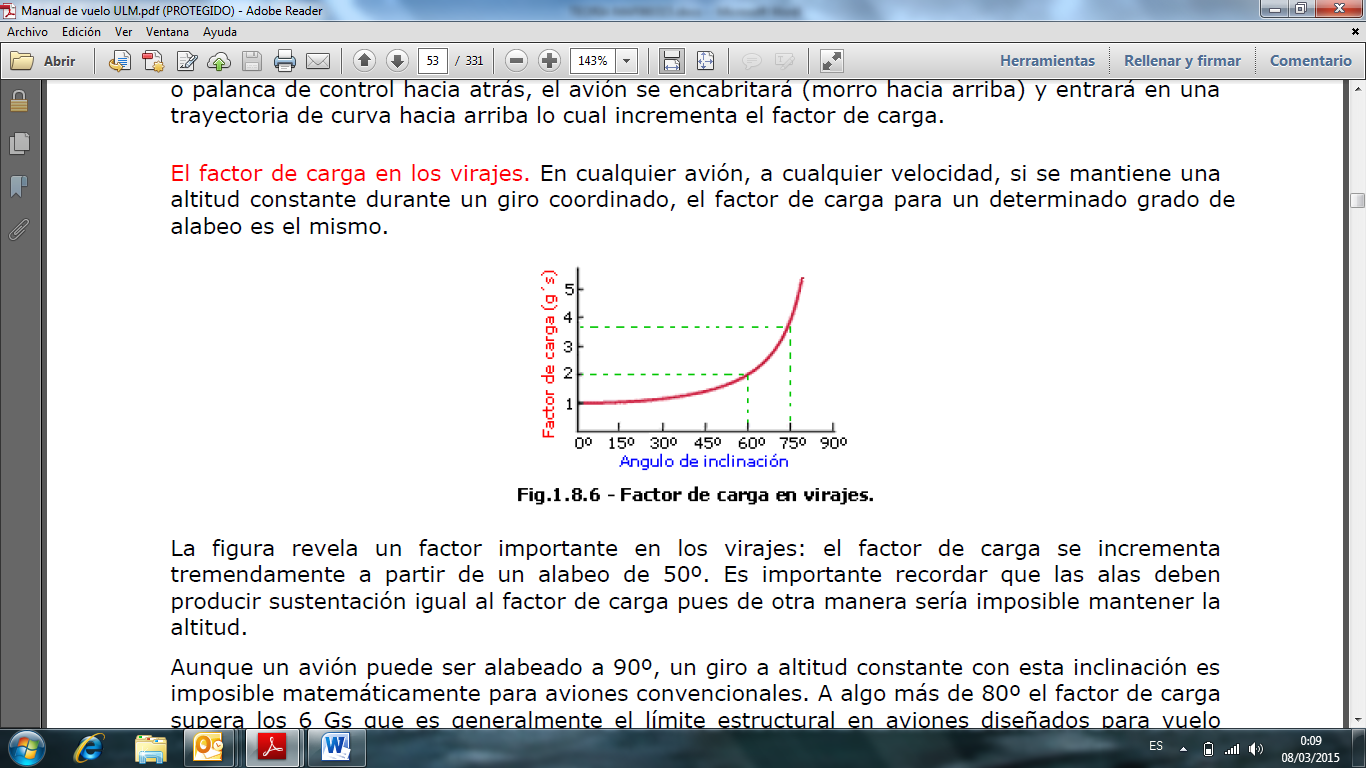 Manual de vuelo ULM.pdf (PROTEGIDO) - Adobe Reader
Archivo Edición Ver Ventana Ayuda
Abrir 53 / 331 143% Herramientas Rellenar y firmar Comentario
o palanca de control hacia atrás, el avión se encabritará (morro hacia arriba) y entrará en una
trayectoria de curva hacia arriba lo cual incrementa el factor de carga.
El factor de carga en los virajes. En cualquier avión, a cualquier velocidad, si se mantiene una
altitud constante durante un giro coordinado, el factor de carga para un determinado grado de
alabeo es el mismo.
Factor de carga (g´s)
5
4
3
2
1
0º 15º 30º 45º 60º 75º 90º
Angulo de inclinación
Fig.1.8.6 - Factor de carga en virajes.
La figura revela un factor importante en los virajes: el factor de carga se incrementa
tremendamente a partir de un alabeo de 50º. Es importante recordar que las alas deben
producir sustentación igual al factor de carga pues de otra manera sería imposible mantener la
altitud.
Aunque un avión puede ser alabeado a 90º, un giro a altitud constante con esta inclinación es
imposible matemáticamente para aviones convencionales. A algo más de 80º el factor de carga
supera los 6 Gs que es generalmente el límite estructural en aviones diseñados para vuelo
ES 0:09
08/03/2015